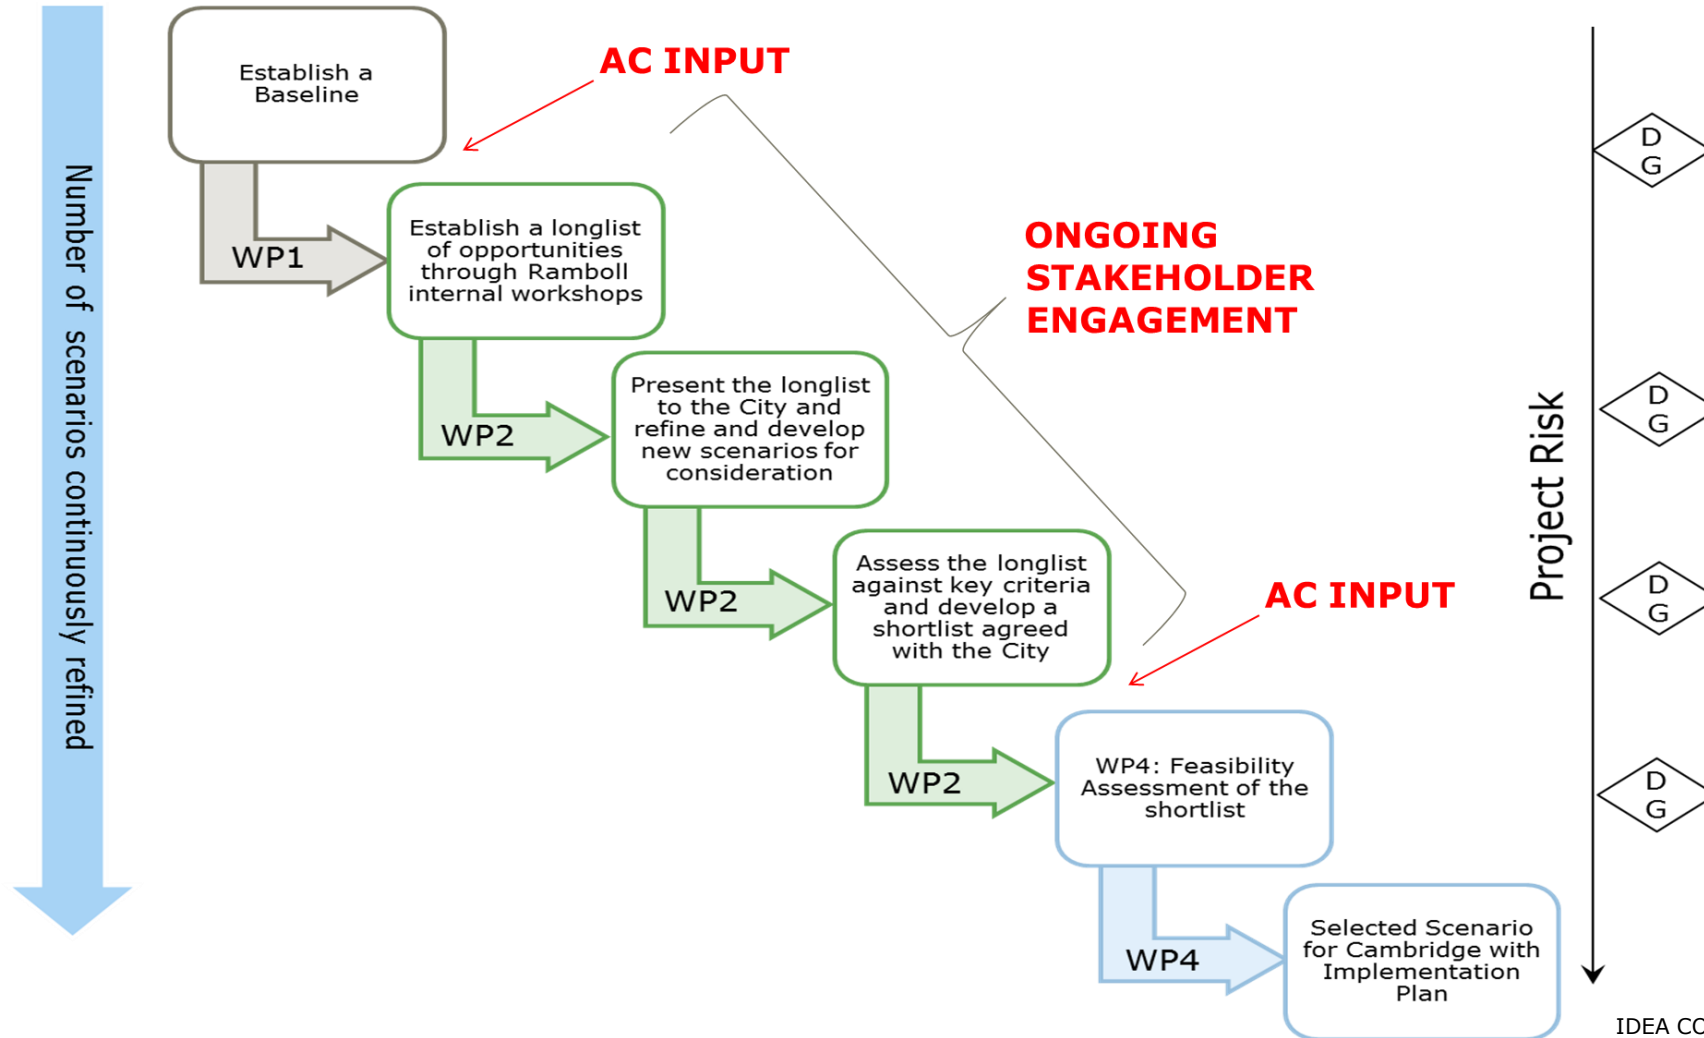 Establish a
Baseline
AC INPUT
D
G
Number of scenarios continuously refined
Establish a longlist
of opportunities
through Ramboll
internal workshops
WP1
ONGOING
STAKEHOLDER
ENGAGEMENT
Present the longlist
to the City and
refine and develop
new scenarios for
consideration
WP2
D
G
Project Risk
Assess the longlist
against key criteria
and develop a
shortlist agreed
with the City
WP2
AC INPUT
D
G
WP4: Feasibility
Assessment of the
shortlist
WP2
D
G
Selected Scenario
for Cambridge with
Implementation
Plan
WP4
IDEA CO